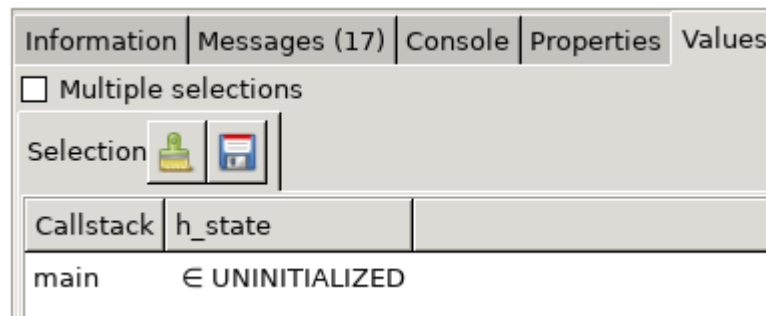 Information Messages (17) Console Properties Values
Multiple selections
Selection
Callstack h_state
main ∈ UNINITIALIZED